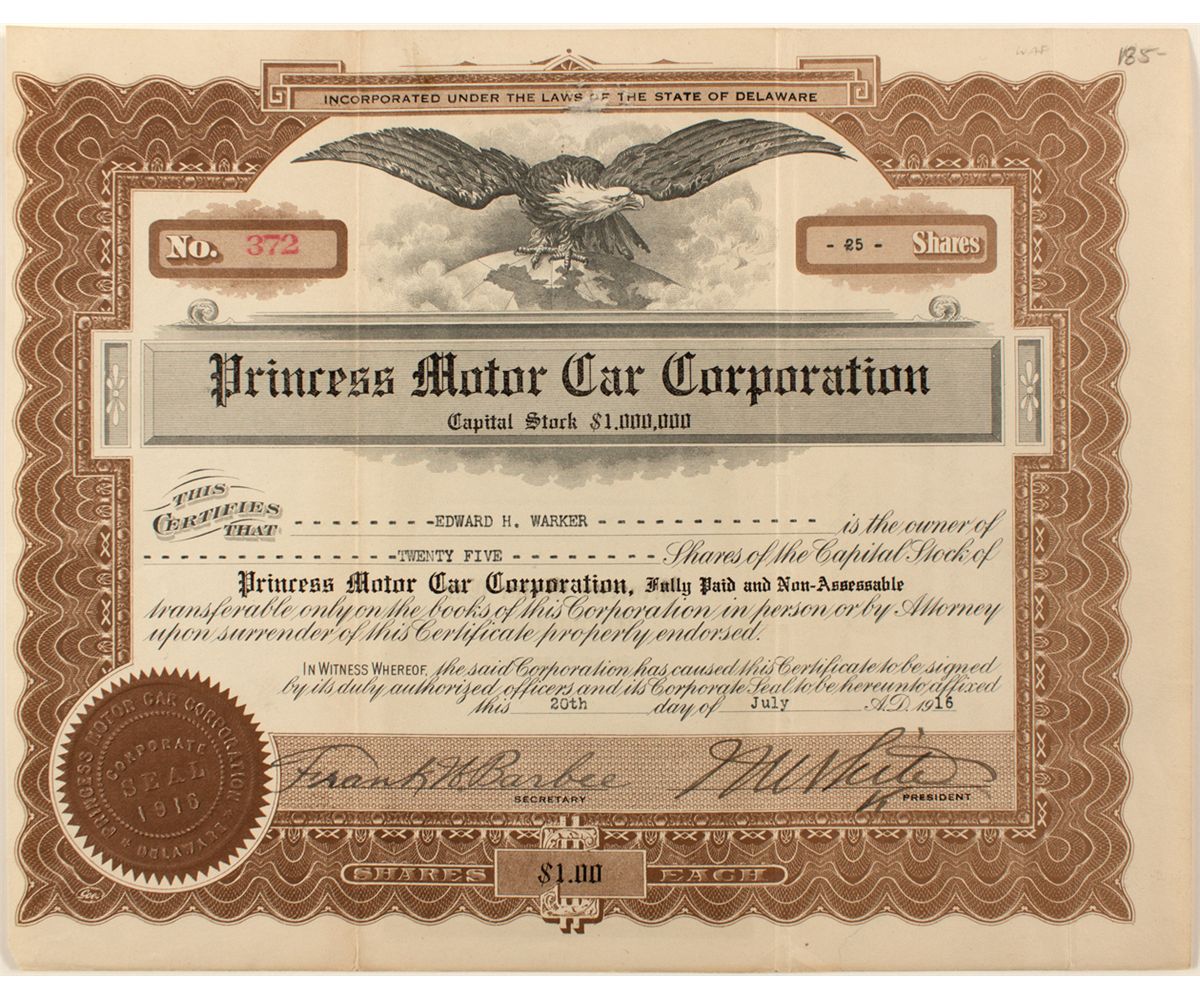 WAF
185-
INCORPORATED UNDER THE LAWS OF THE STATE OF DELAWARE
No. 372
- 25 - Shares
Princess Motor Car Corporation
Capital Stock $1,000,000
THIS CERTIFIES THAT - - - - - - - - -EDWARD H. WARKER - - - - - - - - - - - - - is the owner of
- - - - - - - - - - - - - - - - -TWENTY FIVE - - - - - - - - - Shares of the Capital Stock of
Princess Motor Car Corporation, Fully Paid and Non-Assessable
transferable only on the books of this Corporation in person or by Attorney
upon surrender of this Certificate properly endorsed.
IN WITNESS WHEREOF, the said Corporation has caused this Certificate to be signed
by its duly authorized officers and its Corporate Seal to be hereunto affixed
this 20th day of July A.D. 1916
PRINCESS MOTOR CAR CORPORATION
DELAWARE
CORPORATE
SEAL
1916
Frank W Barbee
SECRETARY
White
PRESIDENT
SHARES $1.00 EACH